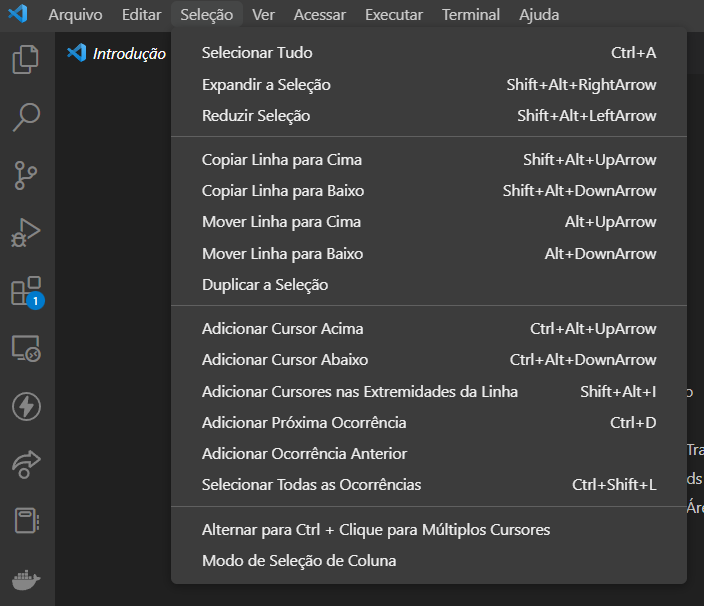 Arquivo Editar Seleção Ver Acessar Executar Terminal Ajuda
Introdução
Selecionar Tudo Ctrl+A
Expandir a Seleção Shift+Alt+RightArrow
Reduzir Seleção Shift+Alt+LeftArrow
Copiar Linha para Cima Shift+Alt+UpArrow
Copiar Linha para Baixo Shift+Alt+DownArrow
Mover Linha para Cima Alt+UpArrow
Mover Linha para Baixo Alt+DownArrow
Duplicar a Seleção
Adicionar Cursor Acima Ctrl+Alt+UpArrow
Adicionar Cursor Abaixo Ctrl+Alt+DownArrow
Adicionar Cursores nas Extremidades da Linha Shift+Alt+I
Adicionar Próxima Ocorrência Ctrl+D
Adicionar Ocorrência Anterior
Selecionar Todas as Ocorrências Ctrl+Shift+L
Alternar para Ctrl + Clique para Múltiplos Cursores
Modo de Seleção de Coluna
1